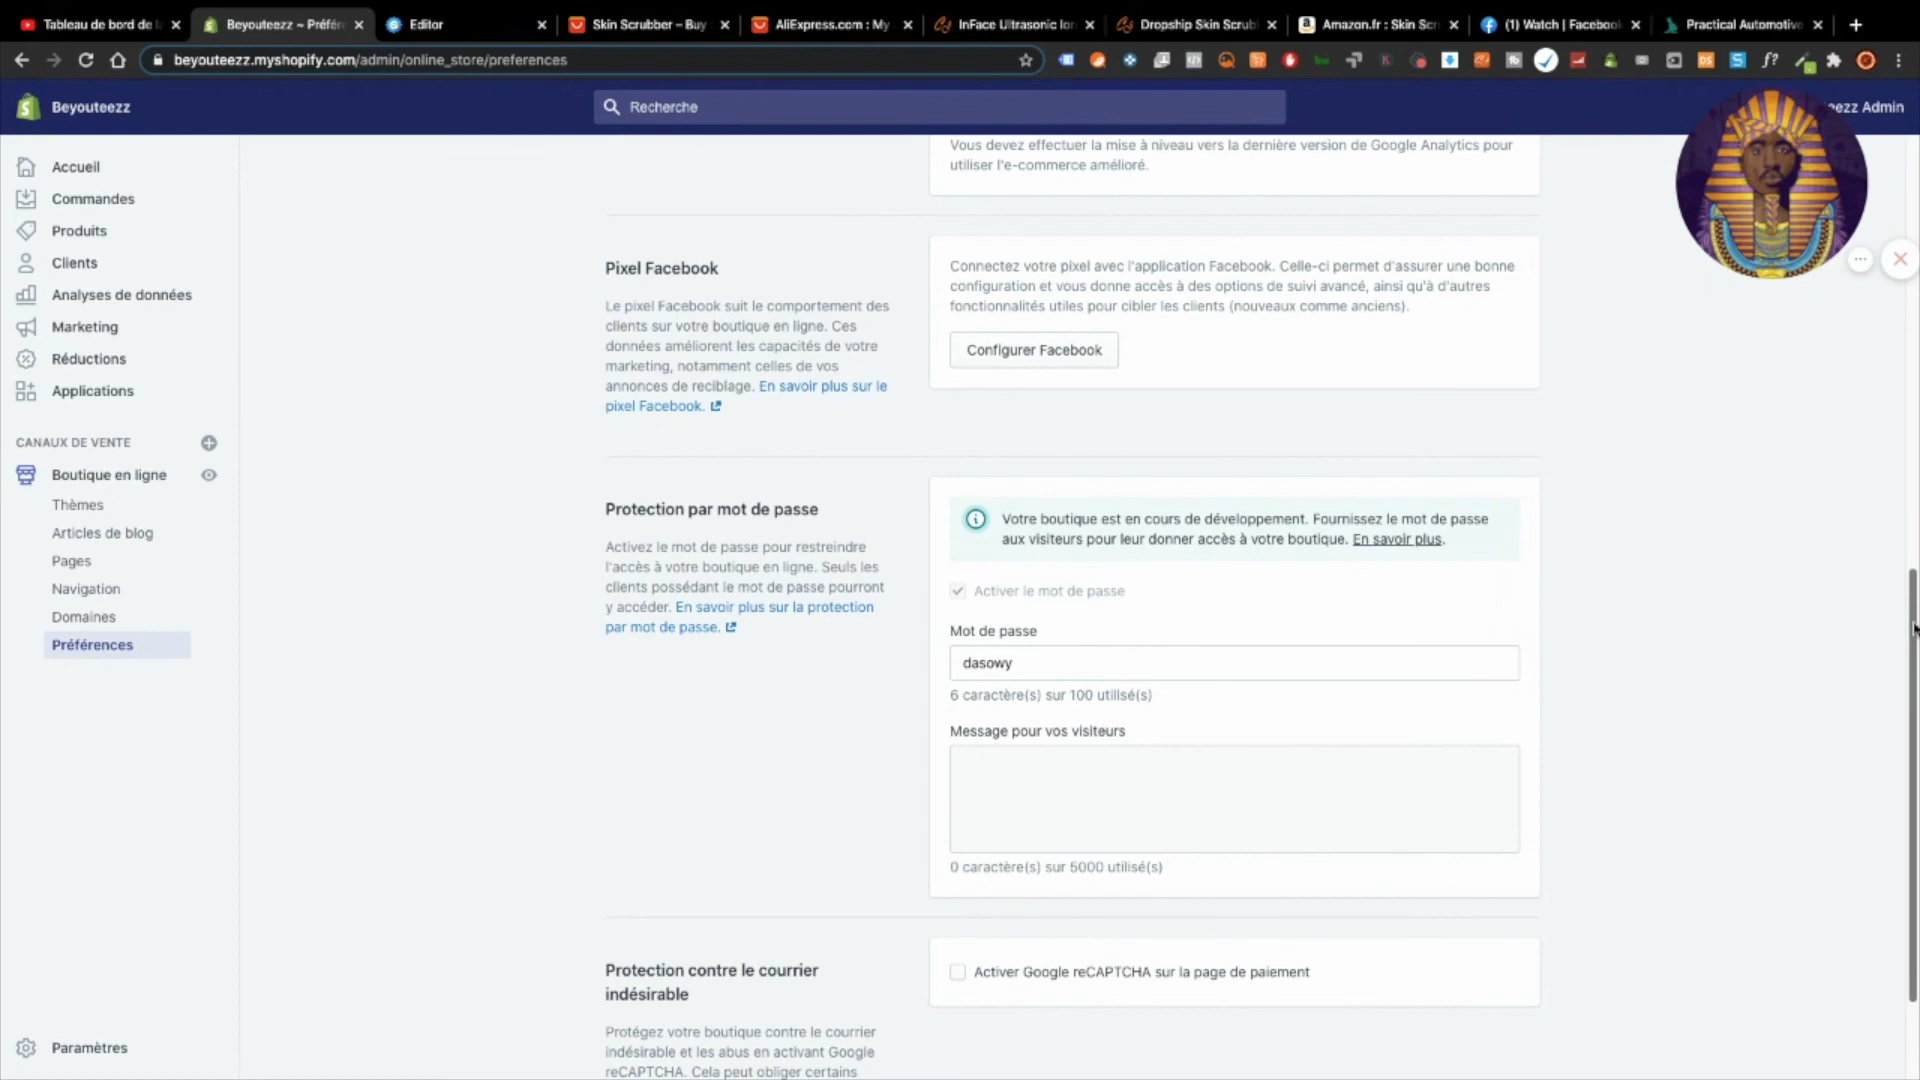 Tableau de bord de la
Beyouteezz ~ Préfér
Editor
Skin Scrubber – Buy
AliExpress.com : My
InFace Ultrasonic Ion
Dropship Skin Scrub
Amazon.fr : Skin Scr
(1) Watch | Facebook
Practical Automotive
beyouteezz.myshopify.com/admin/online_store/preferences
Beyouteezz
Recherche
eezz Admin
Accueil
Commandes
Produits
Clients
Analyses de données
Marketing
Réductions
Applications
CANAUX DE VENTE
Boutique en ligne
Thèmes
Articles de blog
Pages
Navigation
Domaines
Préférences
Paramètres
Vous devez effectuer la mise à niveau vers la dernière version de Google Analytics pour
utiliser l'e-commerce amélioré.
Pixel Facebook
Le pixel Facebook suit le comportement des
clients sur votre boutique en ligne. Ces
données améliorent les capacités de votre
marketing, notamment celles de vos
annonces de reciblage. En savoir plus sur le
pixel Facebook.
Connectez votre pixel avec l'application Facebook. Celle-ci permet d'assurer une bonne
configuration et vous donne accès à des options de suivi avancé, ainsi qu'à d'autres
fonctionnalités utiles pour cibler les clients (nouveaux comme anciens).
Configurer Facebook
Protection par mot de passe
Activez le mot de passe pour restreindre
l'accès à votre boutique en ligne. Seuls les
clients possédant le mot de passe pourront
y accéder. En savoir plus sur la protection
par mot de passe.
Votre boutique est en cours de développement. Fournissez le mot de passe
aux visiteurs pour leur donner accès à votre boutique. En savoir plus.
Activer le mot de passe
Mot de passe
dasowy
6 caractère(s) sur 100 utilisé(s)
Message pour vos visiteurs
0 caractère(s) sur 5000 utilisé(s)
Protection contre le courrier
indésirable
Protégez votre boutique contre le courrier
indésirable et les abus en activant Google
reCAPTCHA. Cela peut obliger certains
Activer Google reCAPTCHA sur la page de paiement